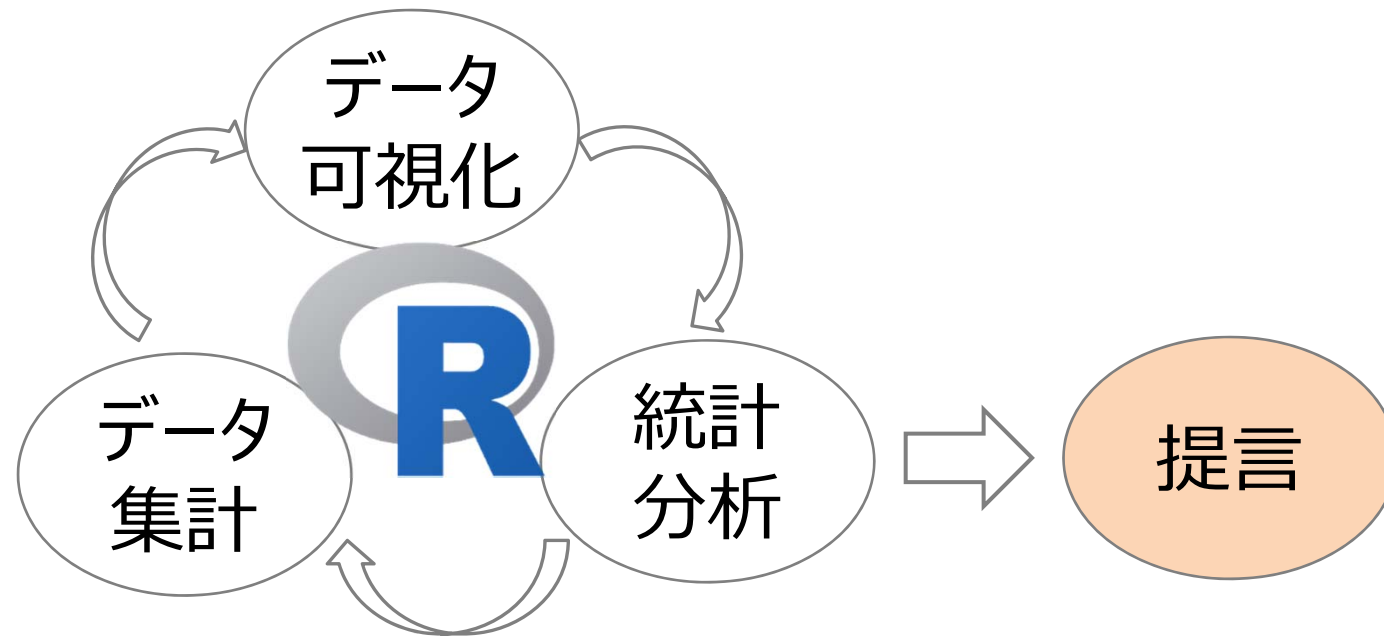 データ
可視化
R
データ
集計
統計
分析
提言